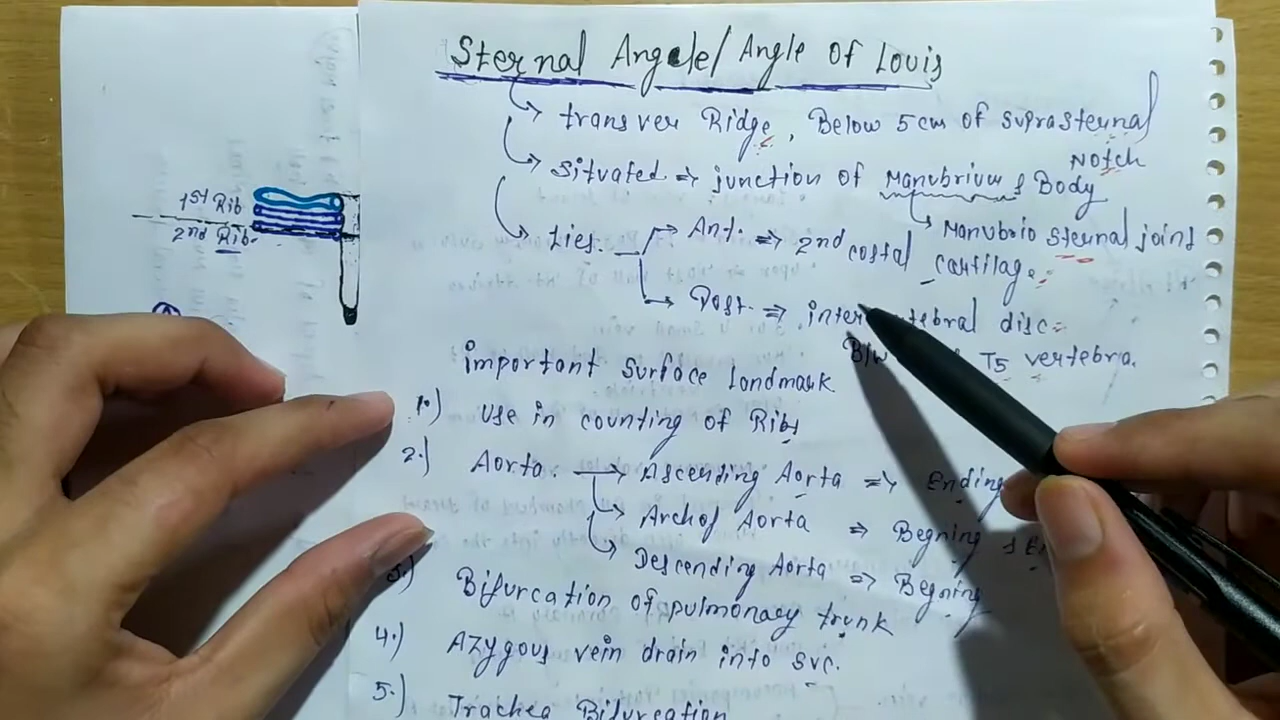 Sternal Angle/Angle Of Louis
transver Ridge, Below 5cm of suprasternal
Notch
Situated => junction of Manubrium & Body
Manubrio sternal joint
Lies. Ant. => 2nd costal cartilage.
Post. => inter tebral disc.
B/w T5 vertebra.
important Surface Landmark
1.) Use in counting of Ribs
2.) Aorta. Ascending Aorta => Ending
Arch of Aorta => Begning &
Descending Aorta => Begning
3.) Bifurcation of pulmonary trunk
4.) Azygous vein drain into SVC.
5.) Trachea Bifurcation
1st Rib
2nd Rib.